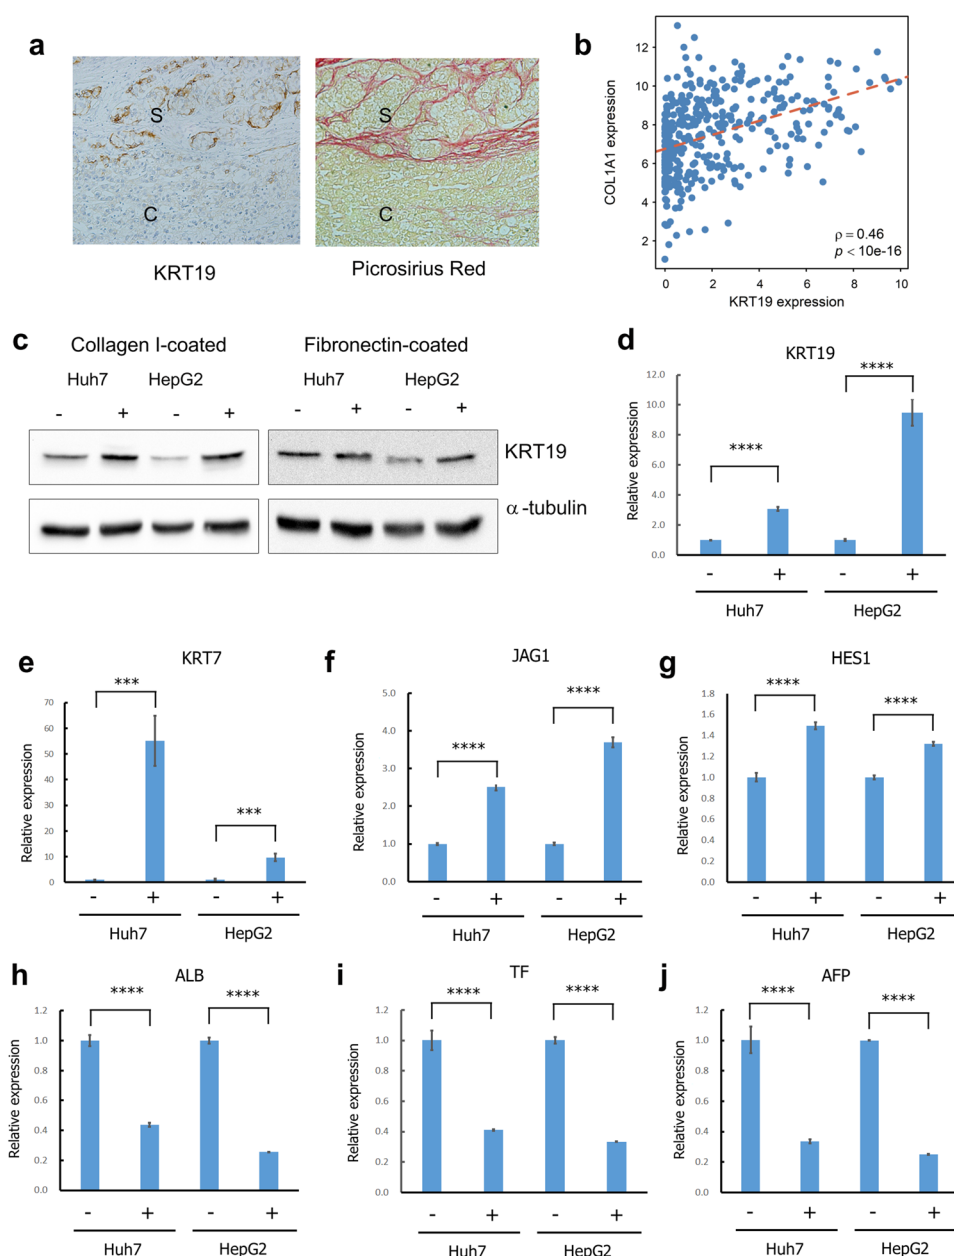 a
S
C
KRT19
S
C
Picrosirius Red
b
COL1A1 expression
12
10
8
6
4
2
ρ = 0.46
p < 10e-16
0 2 4 6 8 10
KRT19 expression
c
Collagen I-coated Fibronectin-coated
Huh7 HepG2 Huh7 HepG2
- + - + - + - +
KRT19
α-tubulin
d
KRT19
Relative expression
12.0
10.0
8.0
6.0
4.0
2.0
0.0
**** ****
- + - +
Huh7 HepG2
e
KRT7
Relative expression
70
60
50
40
30
20
10
0
*** ***
- + - +
Huh7 HepG2
f
JAG1
Relative expression
5.0
4.0
3.0
2.0
1.0
0.0
**** ****
- + - +
Huh7 HepG2
g
HES1
Relative expression
1.8
1.6
1.4
1.2
1.0
0.8
0.6
0.4
0.2
0.0
**** ****
- + - +
Huh7 HepG2
h
ALB
Relative expression
1.2
1.0
0.8
0.6
0.4
0.2
0.0
**** ****
- + - +
Huh7 HepG2
i
TF
Relative expression
1.2
1.0
0.8
0.6
0.4
0.2
0.0
**** ****
- + - +
Huh7 HepG2
j
AFP
Relative expression
1.2
1.0
0.8
0.6
0.4
0.2
0.0
**** ****
- + - +
Huh7 HepG2